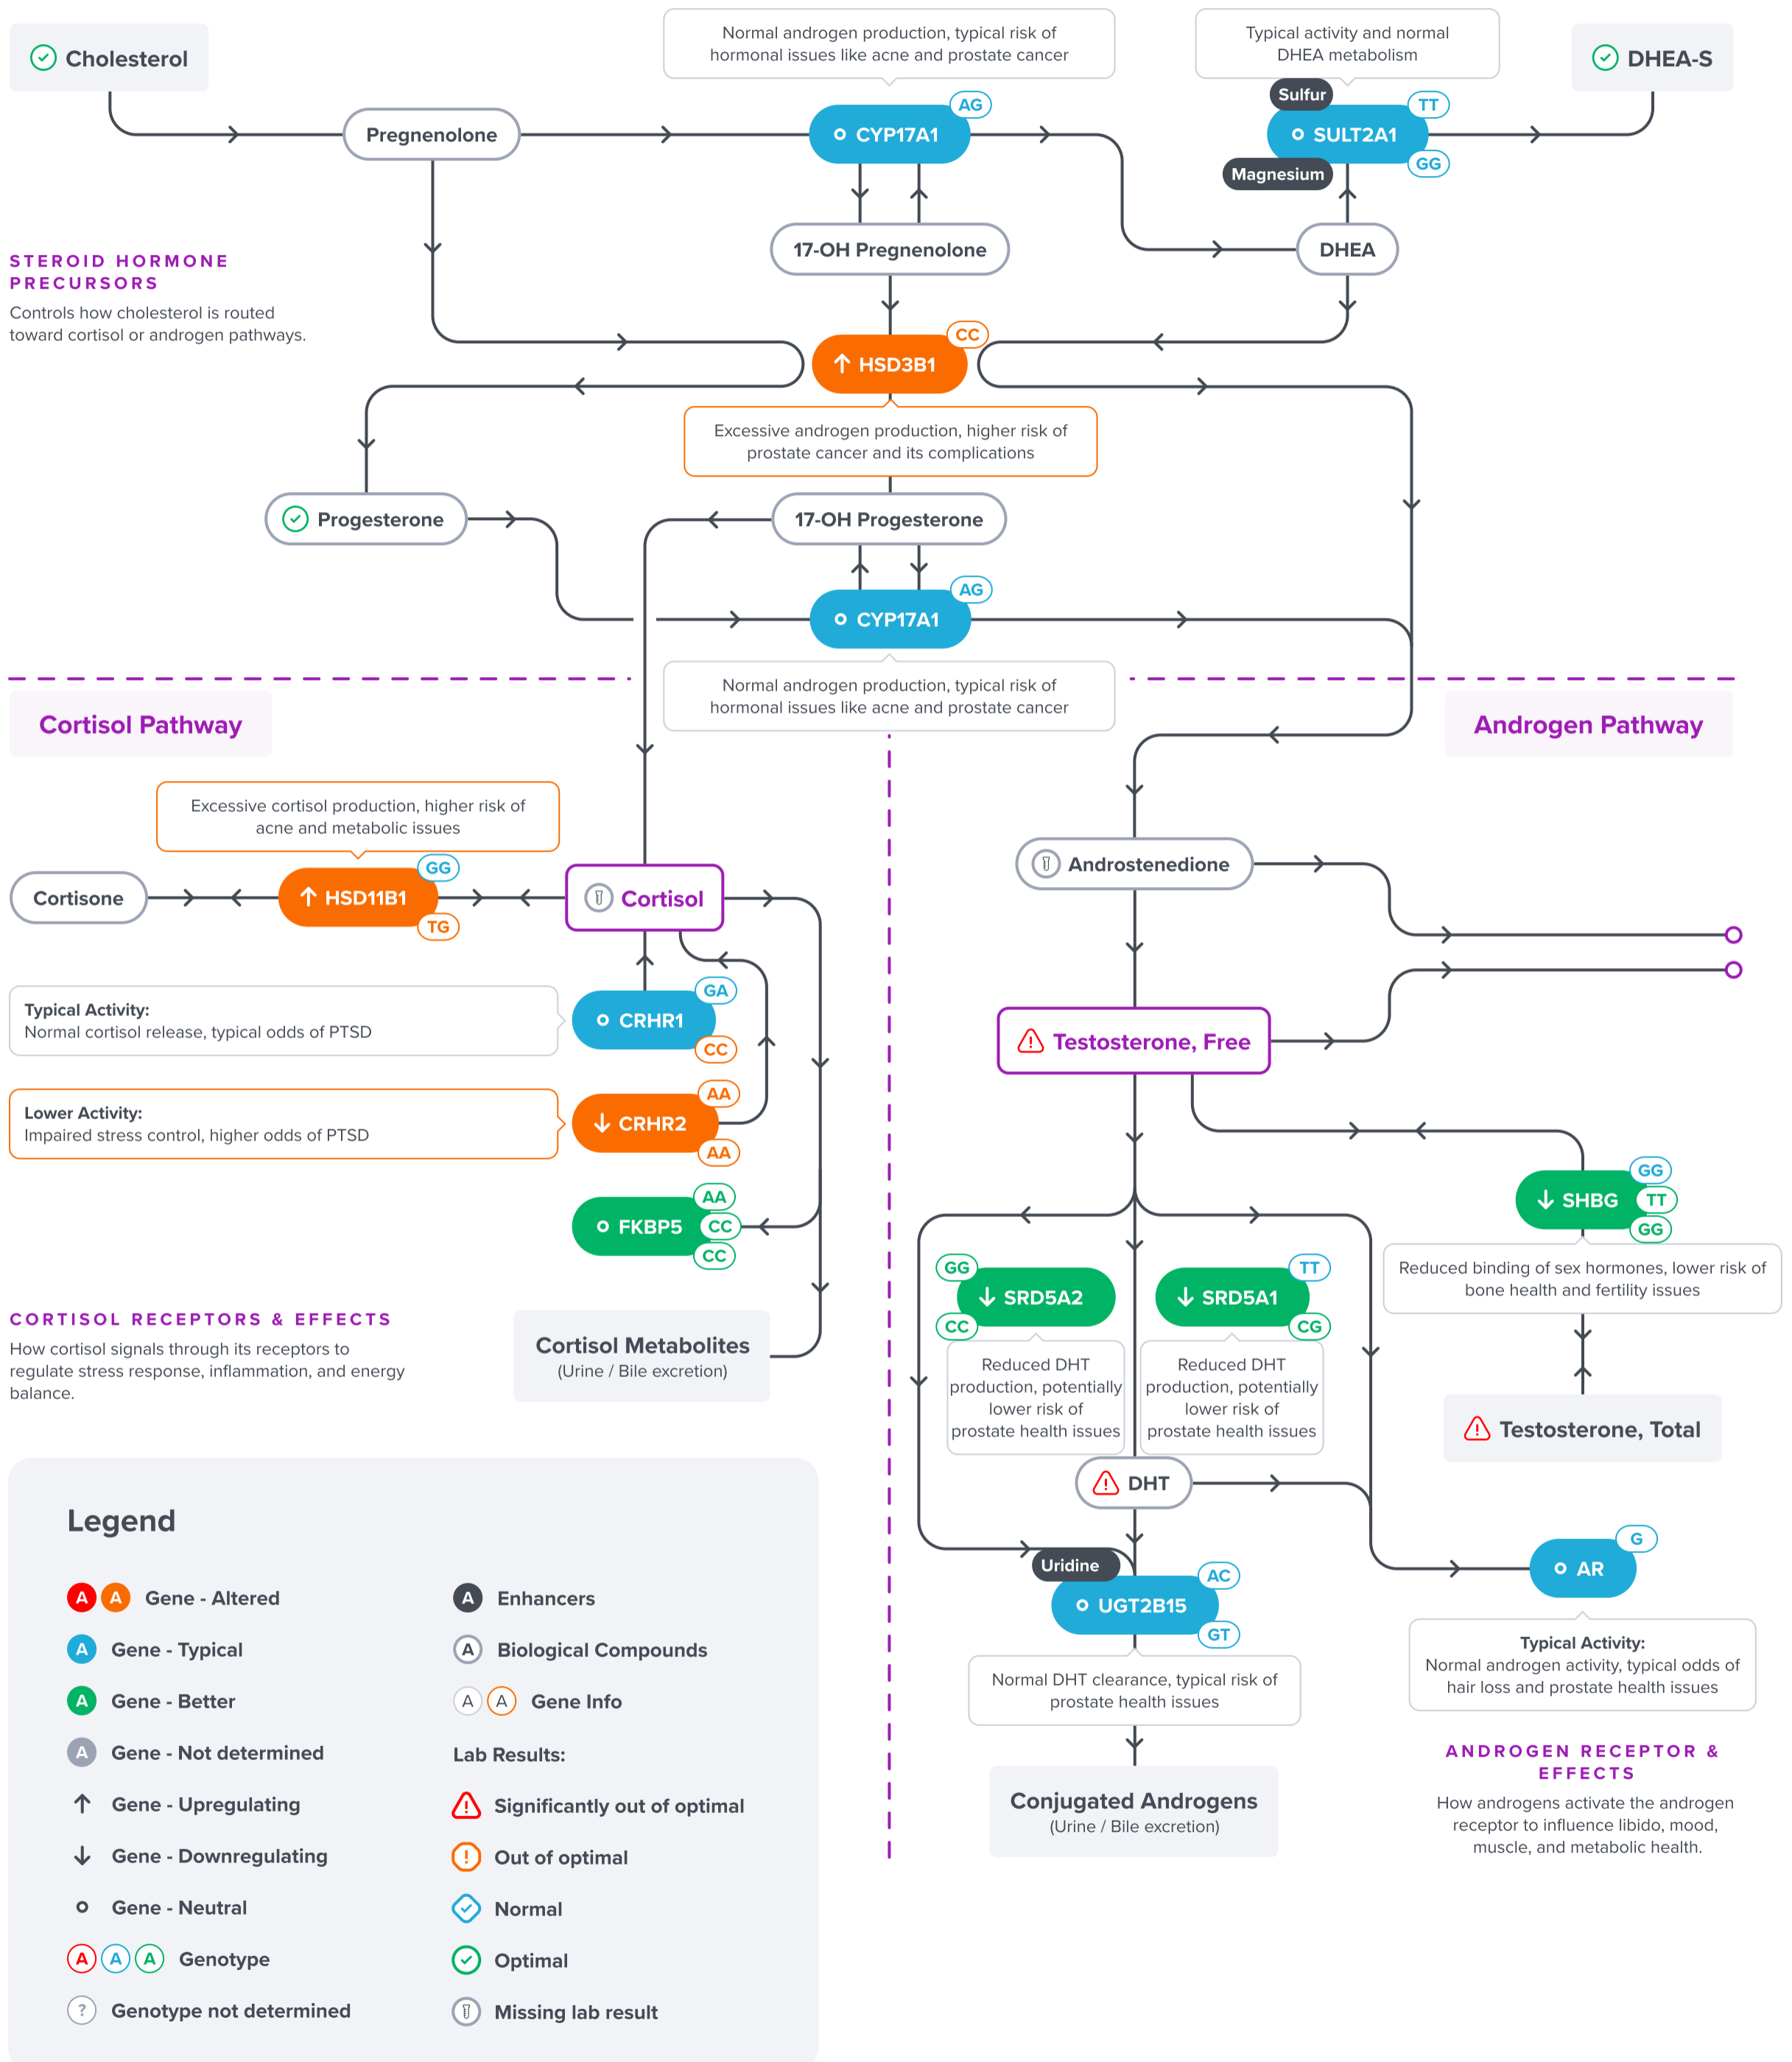 Cholesterol
Normal androgen production, typical risk of
hormonal issues like acne and prostate cancer
Typical activity and normal
DHEA metabolism
DHEA-S
Pregnenolone
CYP17A1
AG
Sulfur
SULT2A1
TT
GG
Magnesium
17-OH Pregnenolone
DHEA
STEROID HORMONE
PRECURSORS
Controls how cholesterol is routed
toward cortisol or androgen pathways.
HSD3B1
CC
Excessive androgen production, higher risk of
prostate cancer and its complications
Progesterone
17-OH Progesterone
CYP17A1
AG
Normal androgen production, typical risk of
hormonal issues like acne and prostate cancer
Cortisol Pathway
Androgen Pathway
Excessive cortisol production, higher risk of
acne and metabolic issues
Cortisone
HSD11B1
GG
TG
Cortisol
Androstenedione
Typical Activity:
Normal cortisol release, typical odds of PTSD
CRHR1
GA
CC
Testosterone, Free
Lower Activity:
Impaired stress control, higher odds of PTSD
CRHR2
AA
AA
FKBP5
AA
CC
CC
SHBG
GG
TT
GG
Reduced binding of sex hormones, lower risk of
bone health and fertility issues
GG
SRD5A2
CC
SRD5A1
TT
CG
Reduced DHT
production, potentially
lower risk of
prostate health issues
Reduced DHT
production, potentially
lower risk of
prostate health issues
CORTISOL RECEPTORS & EFFECTS
How cortisol signals through its receptors to
regulate stress response, inflammation, and energy
balance.
Cortisol Metabolites
(Urine / Bile excretion)
Testosterone, Total
DHT
Uridine
UGT2B15
AC
GT
AR
G
Normal DHT clearance, typical risk of
prostate health issues
Typical Activity:
Normal androgen activity, typical odds of
hair loss and prostate health issues
Conjugated Androgens
(Urine / Bile excretion)
ANDROGEN RECEPTOR &
EFFECTS
How androgens activate the androgen
receptor to influence libido, mood,
muscle, and metabolic health.
Legend
A A Gene - Altered
A Gene - Typical
A Gene - Better
A Gene - Not determined
Gene - Upregulating
Gene - Downregulating
Gene - Neutral
A A A Genotype
? Genotype not determined
A Enhancers
A Biological Compounds
A A Gene Info
Lab Results:
Significantly out of optimal
Out of optimal
Normal
Optimal
Missing lab result